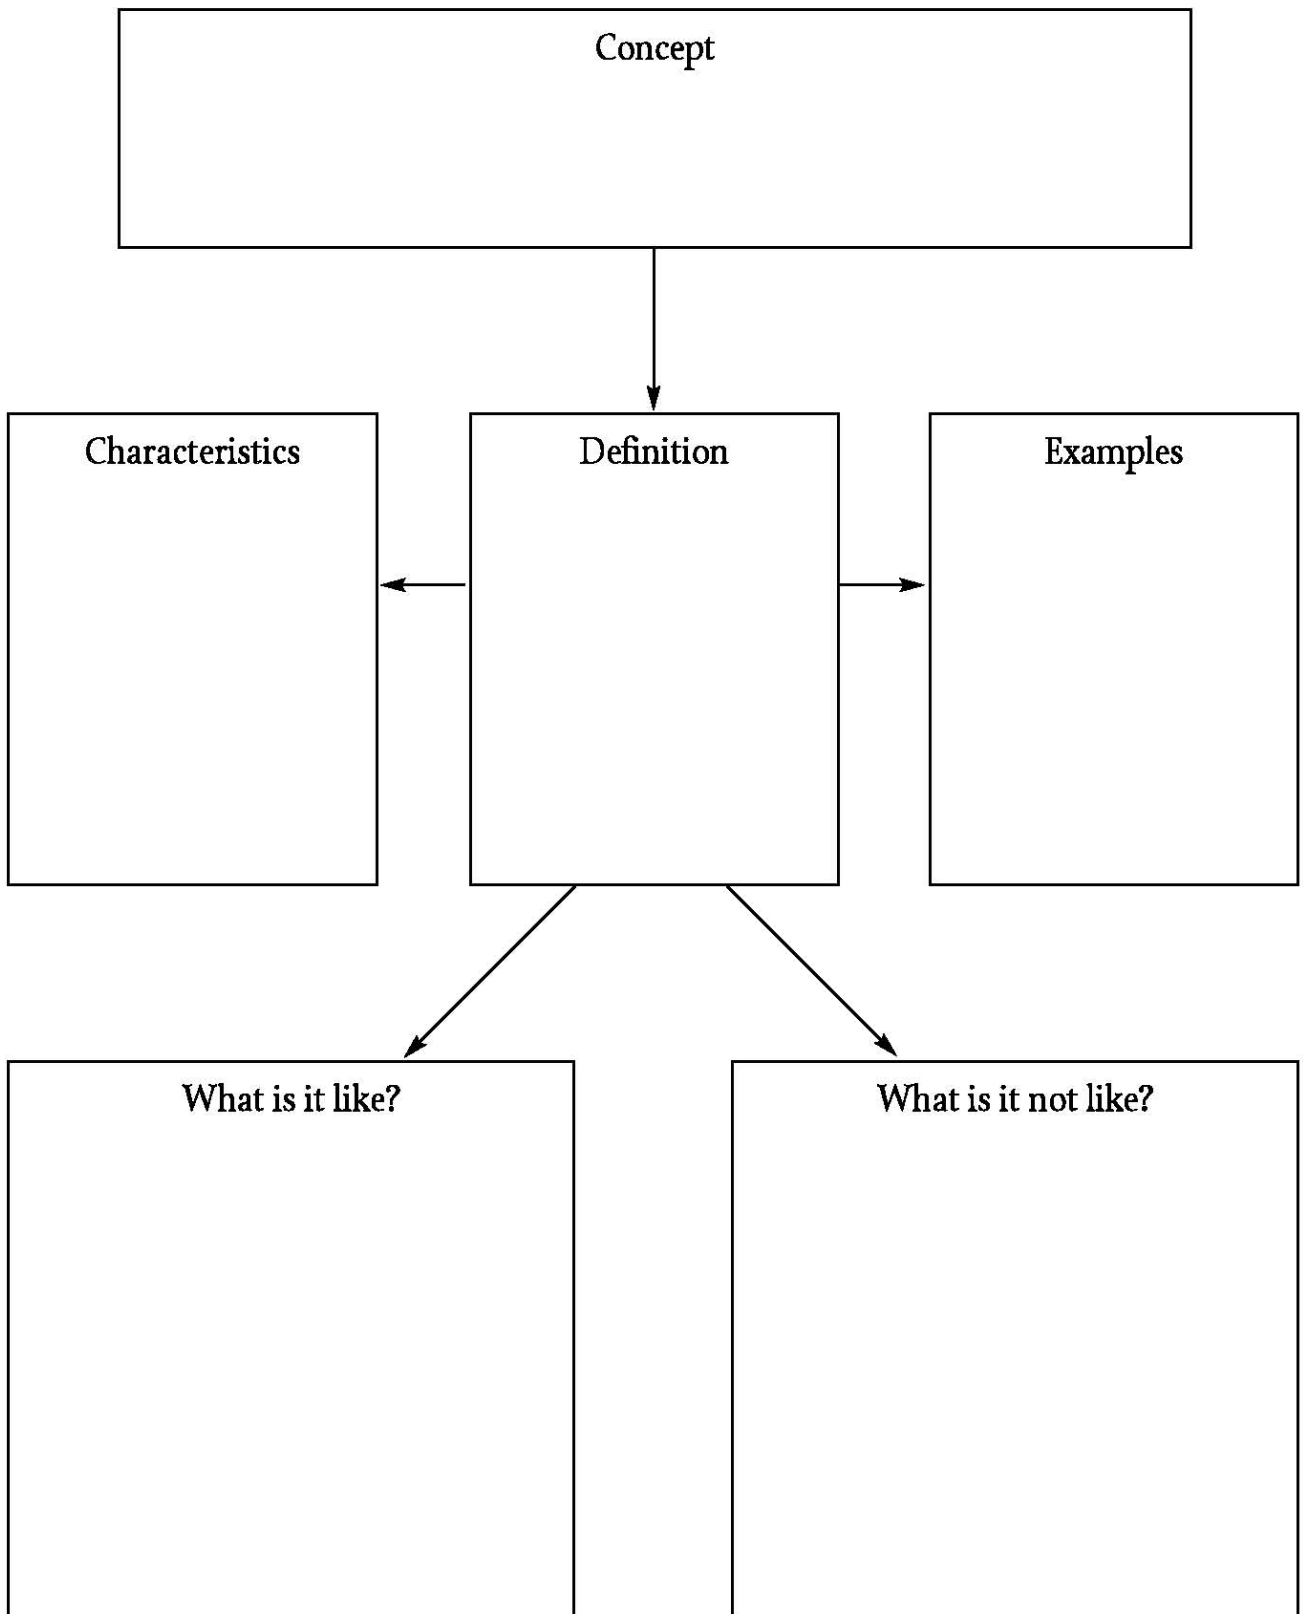 Concept
Characteristics
Definition
Examples
What is it like?
What is it not like?